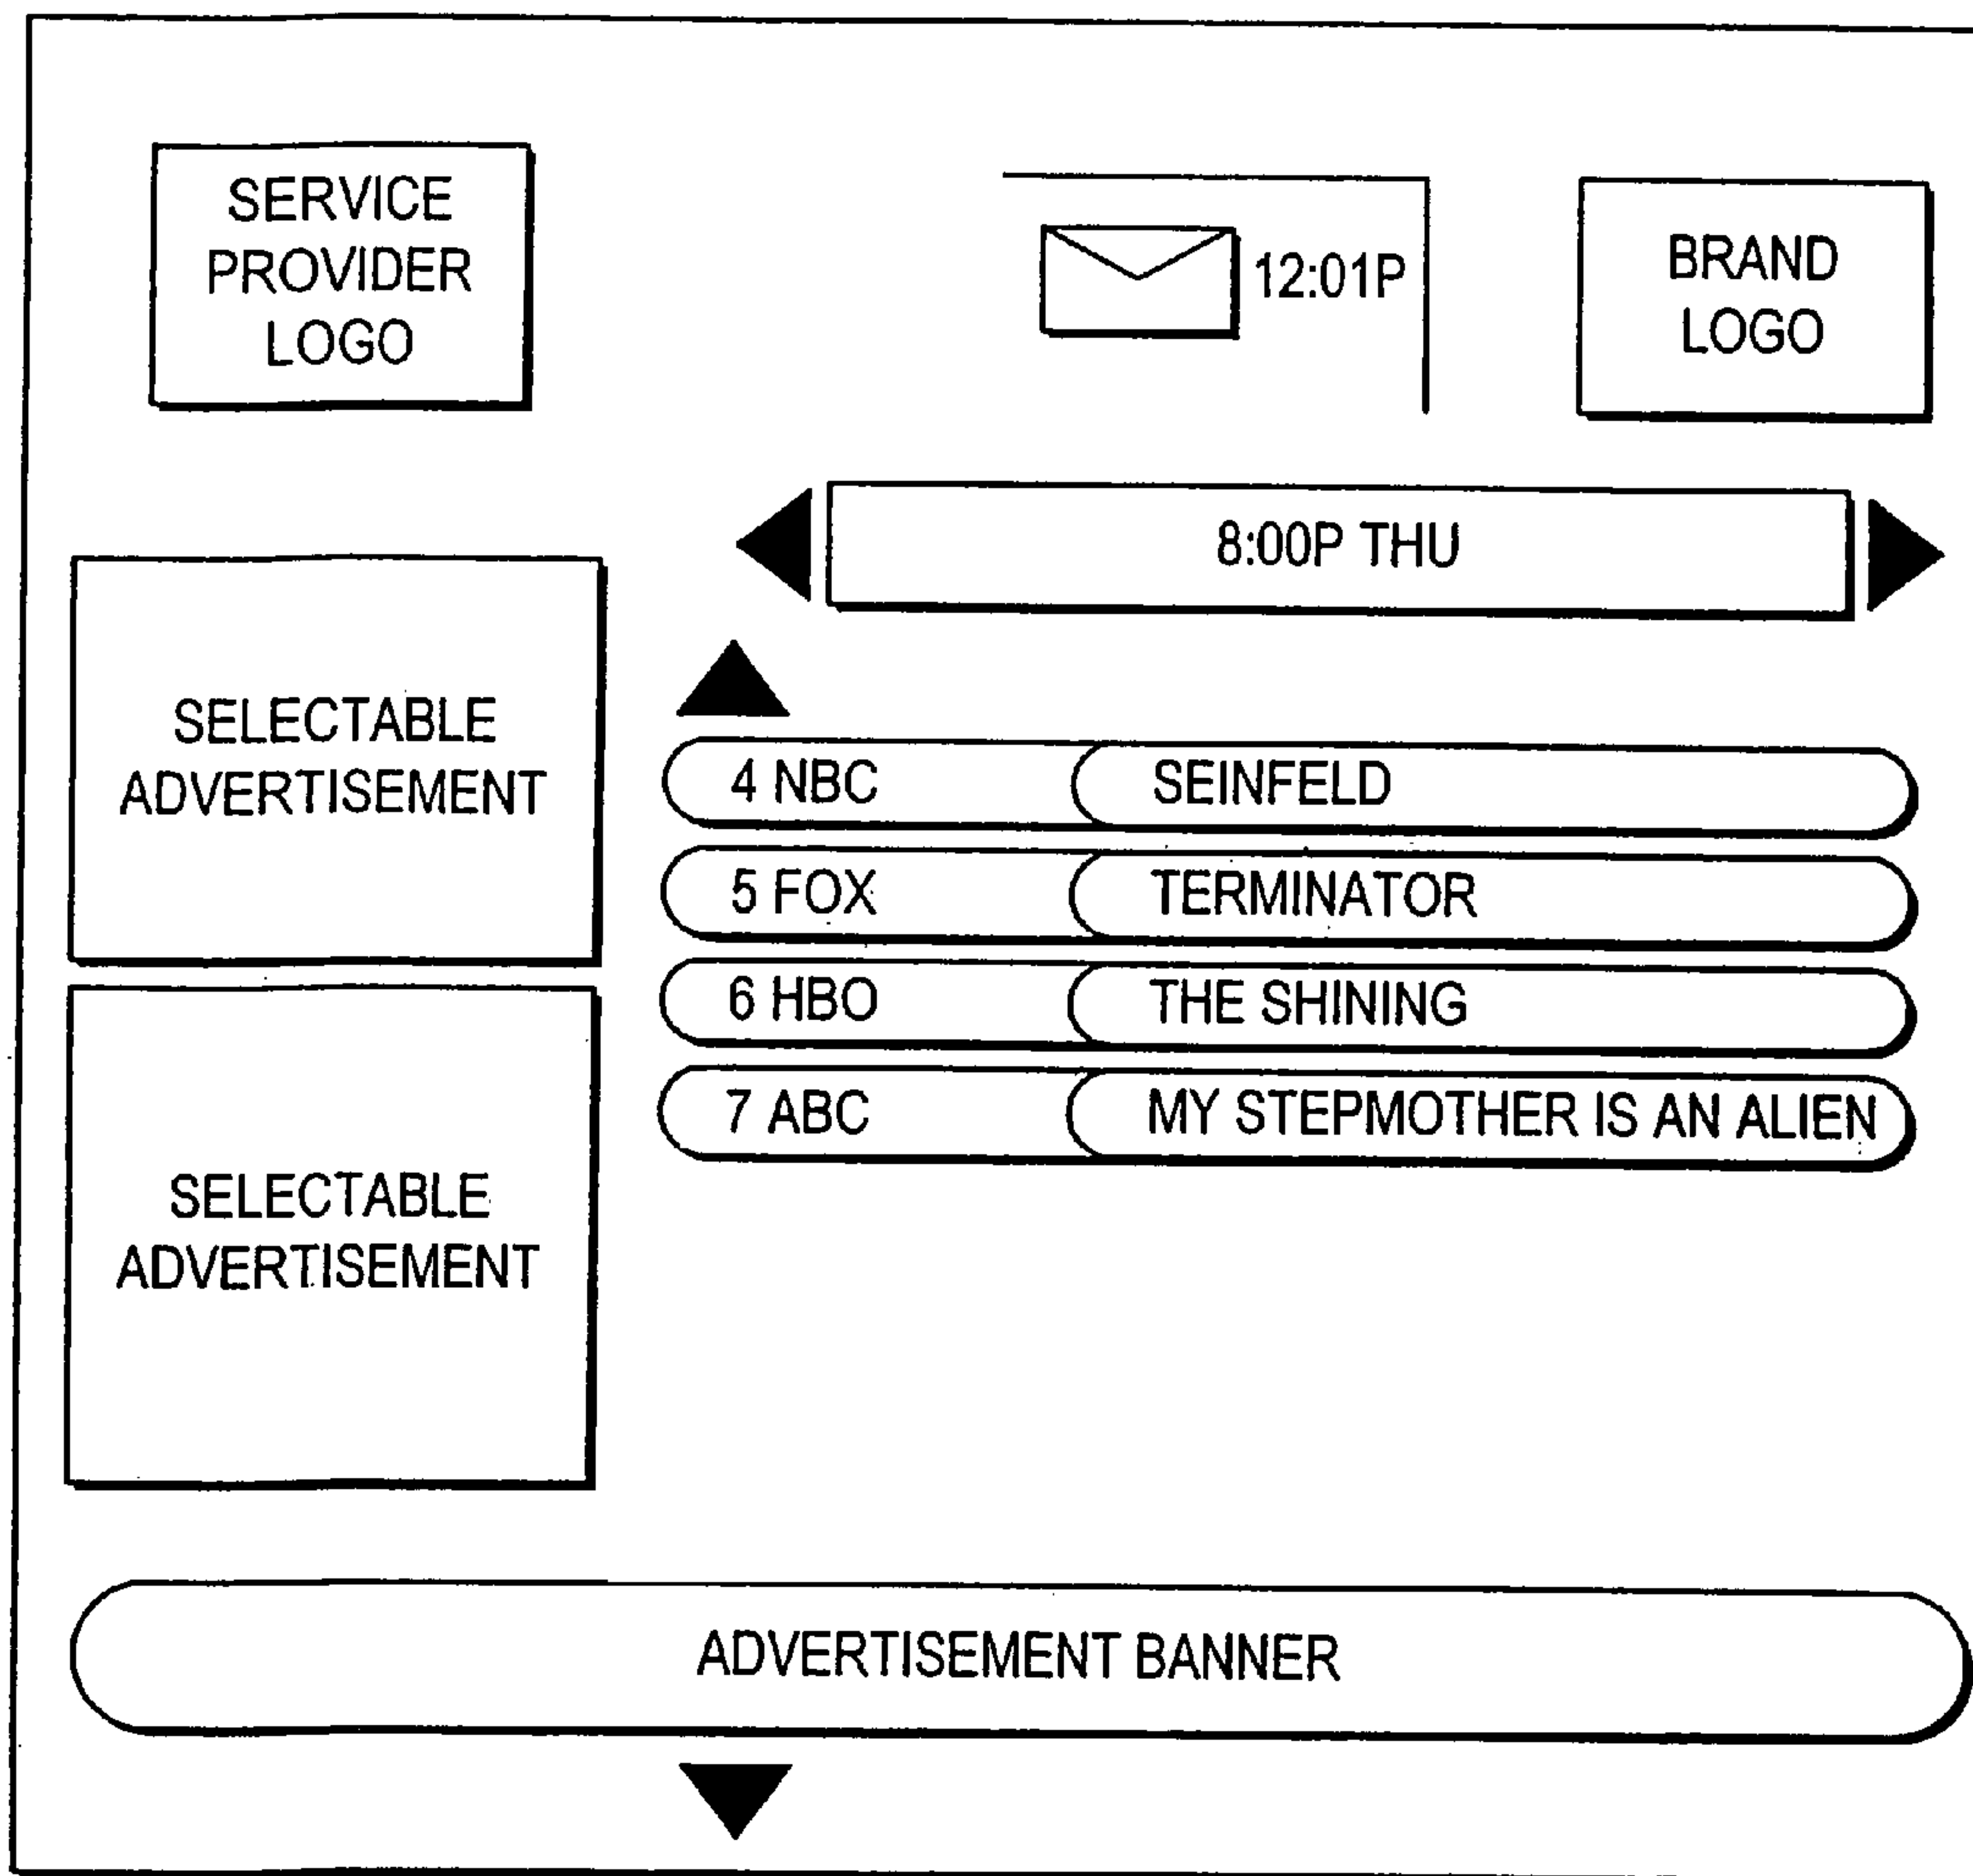 SERVICE
PROVIDER
LOGO
12:01P
BRAND
LOGO
8:00P THU
SELECTABLE
ADVERTISEMENT
4 NBC SEINFELD
5 FOX TERMINATOR
6 HBO THE SHINING
7 ABC MY STEPMOTHER IS AN ALIEN
SELECTABLE
ADVERTISEMENT
ADVERTISEMENT BANNER